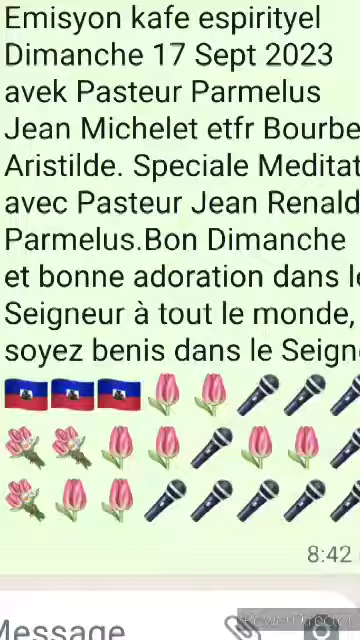 Emisyon kafe espirityel
Dimanche 17 Sept 2023
avek Pasteur Parmelus
Jean Michelet etfr Bourbe
Aristilde. Speciale Meditat
avec Pasteur Jean Renald
Parmelus.Bon Dimanche
et bonne adoration dans le
Seigneur à tout le monde,
soyez benis dans le Seign
8:42
Message
PowerDirector